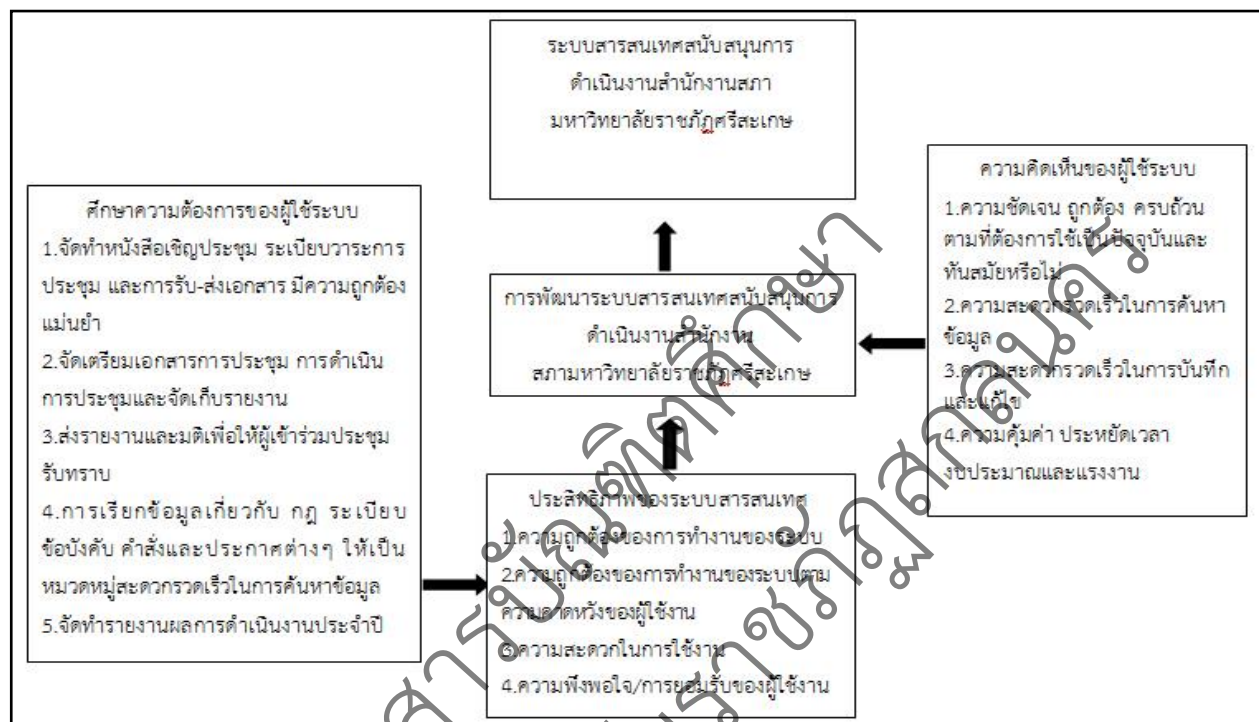 ระบบสารสนเทศสนับสนุนการ
ดำเนินงานสำนักงานสภา
มหาวิทยาลัยราชภัฏศรีสะเกษ
ศึกษาความต้องการของผู้ใช้ระบบ
1.จัดทำหนังสือเชิญประชุม ระเบียบวาระการ
ประชุม และการรับ-ส่งเอกสาร มีความถูกต้อง
แม่นยำ
2.จัดเตรียมเอกสารการประชุม การดำเนิน
การประชุมและจัดเก็บรายงาน
3.ส่งรายงานและมติเพื่อให้ผู้เข้าร่วมประชุม
รับทราบ
4.การเรียกข้อมูลเกี่ยวกับ กฎ ระเบียบ
ข้อบังคับ คำสั่งและประกาศต่างๆ ให้เป็น
หมวดหมู่สะดวกรวดเร็วในการค้นหาข้อมูล
5.จัดทำรายงานผลการดำเนินงานประจำปี
การพัฒนาระบบสารสนเทศสนับสนุนการ
ดำเนินงานสำนักงาน
สภามหาวิทยาลัยราชภัฏศรีสะเกษ
ประสิทธิภาพของระบบสารสนเทศ
1.ความถูกต้องของการทำงานของระบบ
2.ความถูกต้องของการทำงานของระบบตาม
ความคาดหวังของผู้ใช้งาน
3.ความสะดวกในการใช้งาน
4.ความพึงพอใจ/การยอมรับของผู้ใช้งาน
ความคิดเห็นของผู้ใช้ระบบ
1.ความชัดเจน ถูกต้อง ครบถ้วน
ตามที่ต้องการใช้เป็นปัจจุบันและ
ทันสมัยหรือไม่
2.ความสะดวกรวดเร็วในการค้นหา
ข้อมูล
3.ความสะดวกรวดเร็วในการบันทึก
และแก้ไข
4.ความคุ้มค่า ประหยัดเวลา
งบประมาณและแรงงาน
สารบัณฑิตศึกษา
ราชภัฏสกลนคร